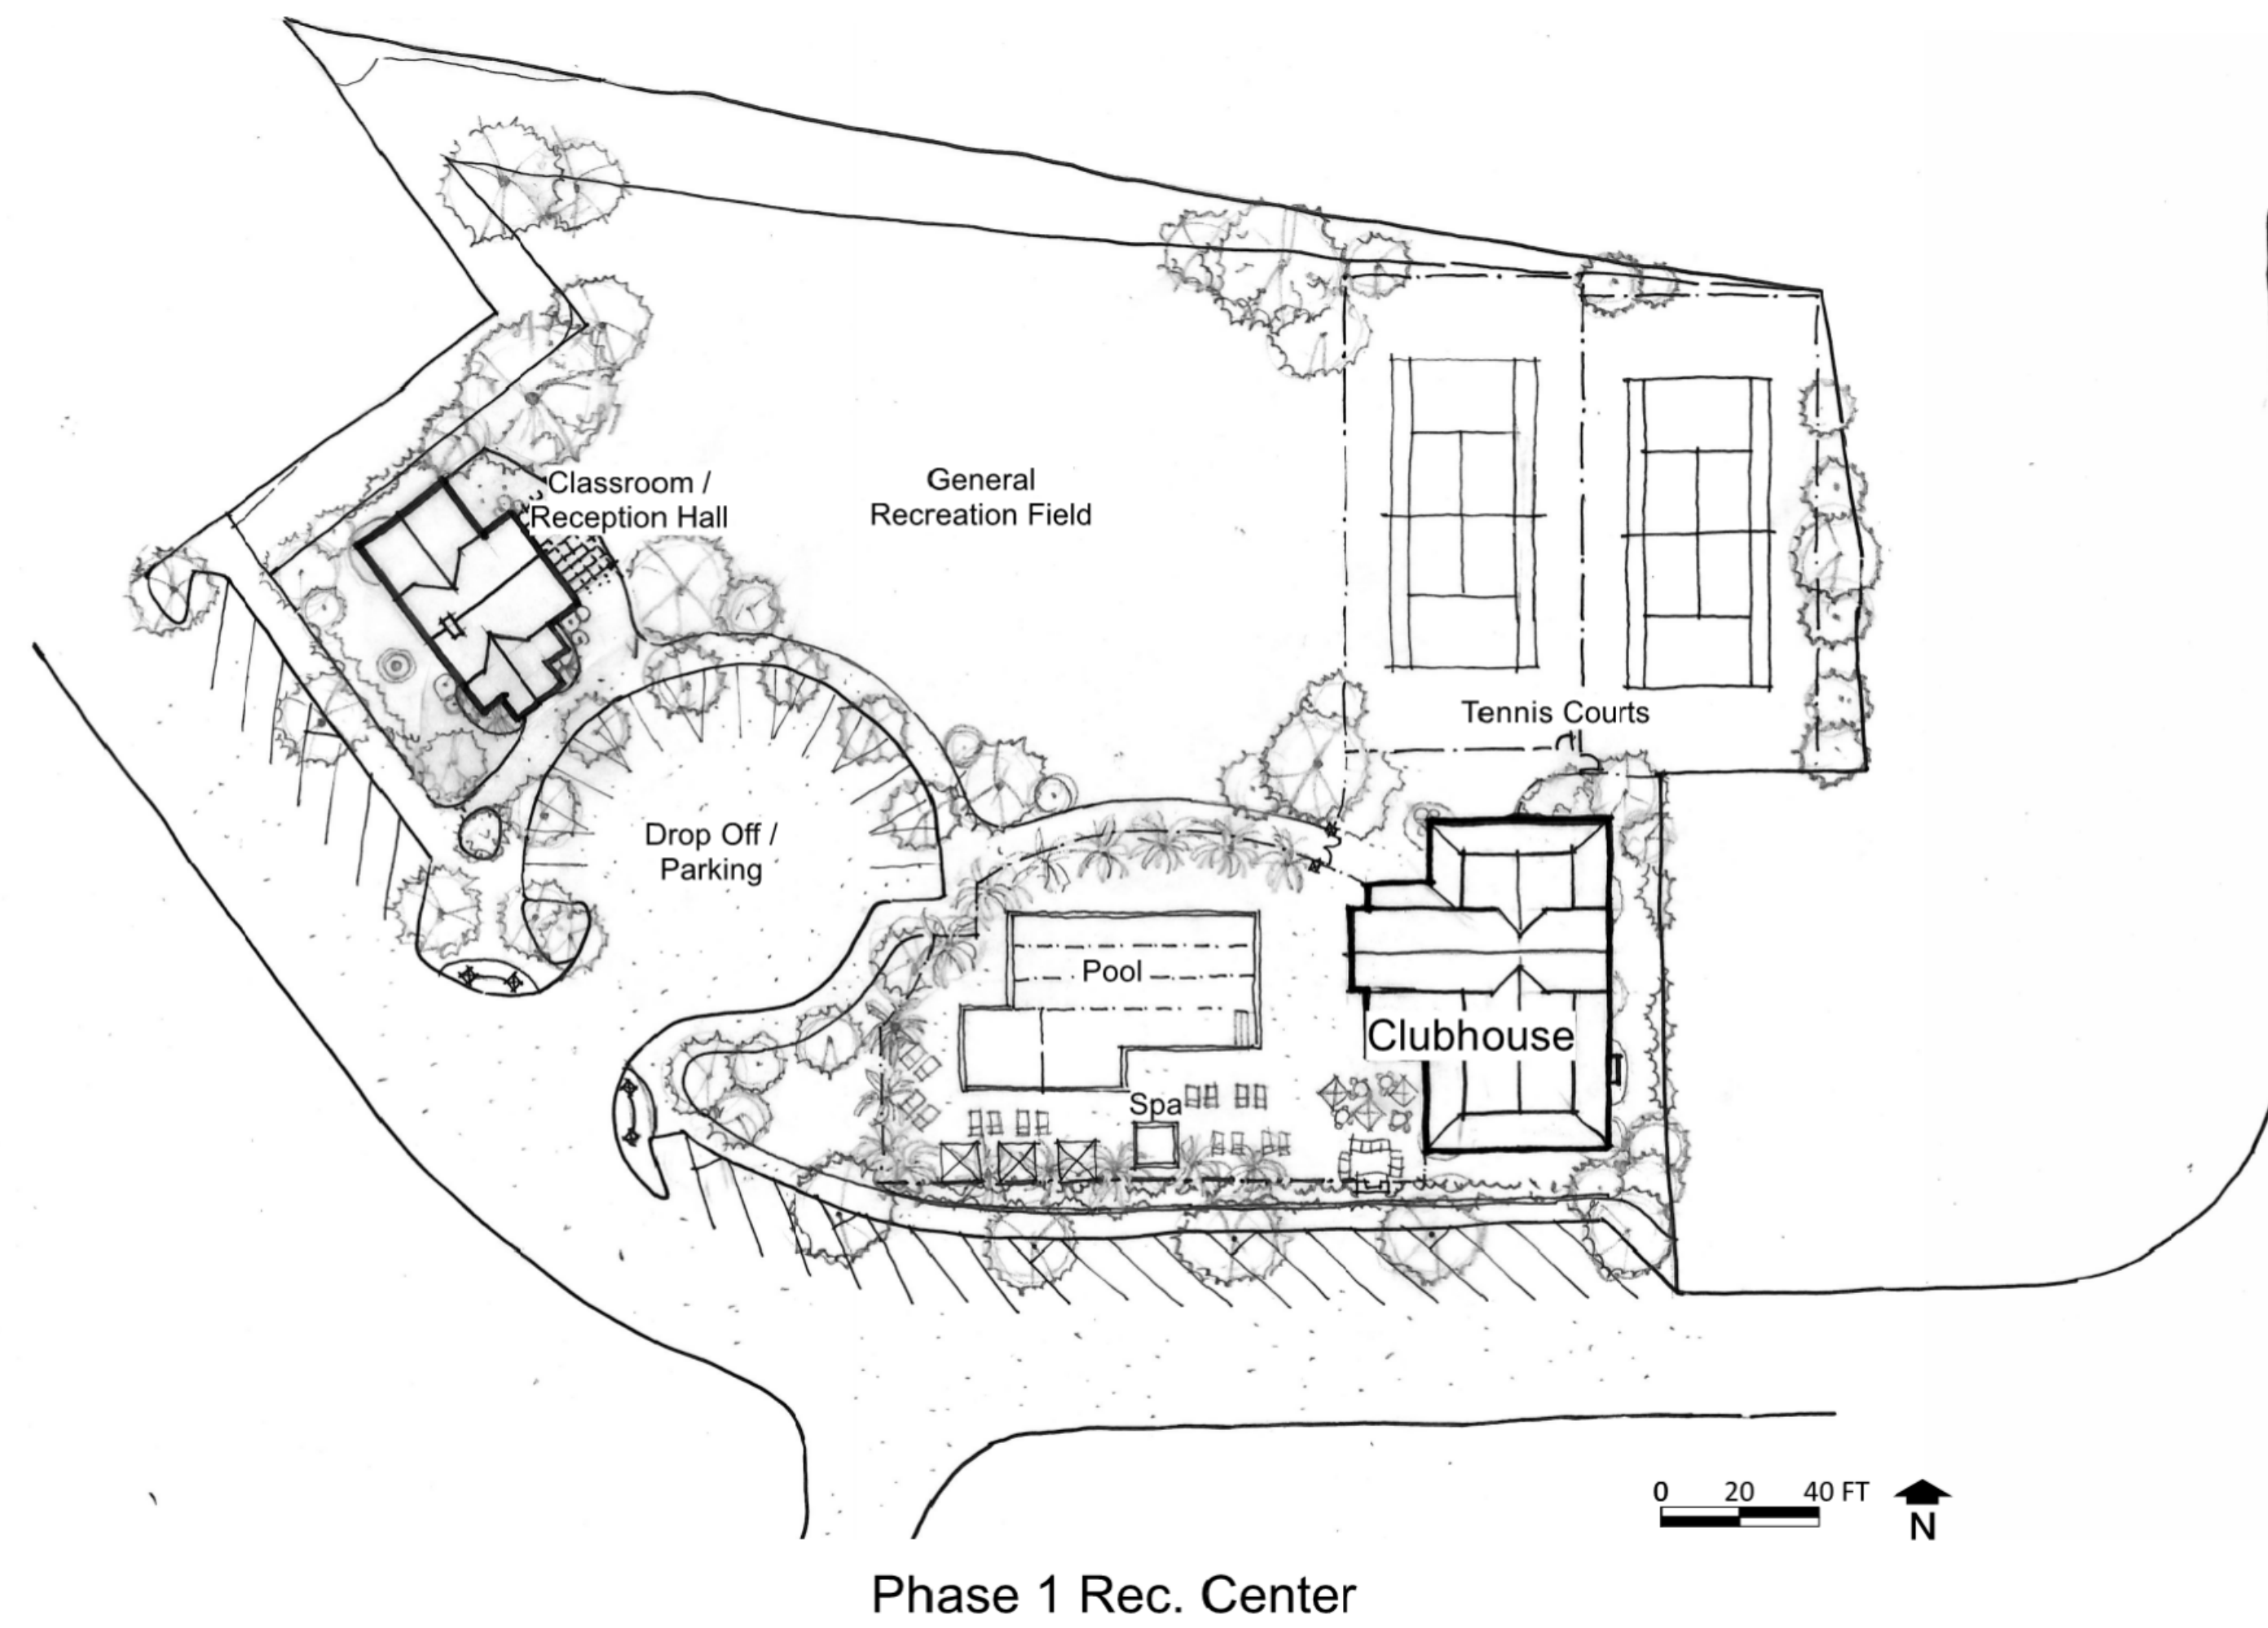 Classroom /
Reception Hall
General
Recreation Field
Tennis Courts
Drop Off /
Parking
Pool
Clubhouse
Spa
0 20 40 FT
N
Phase 1 Rec. Center